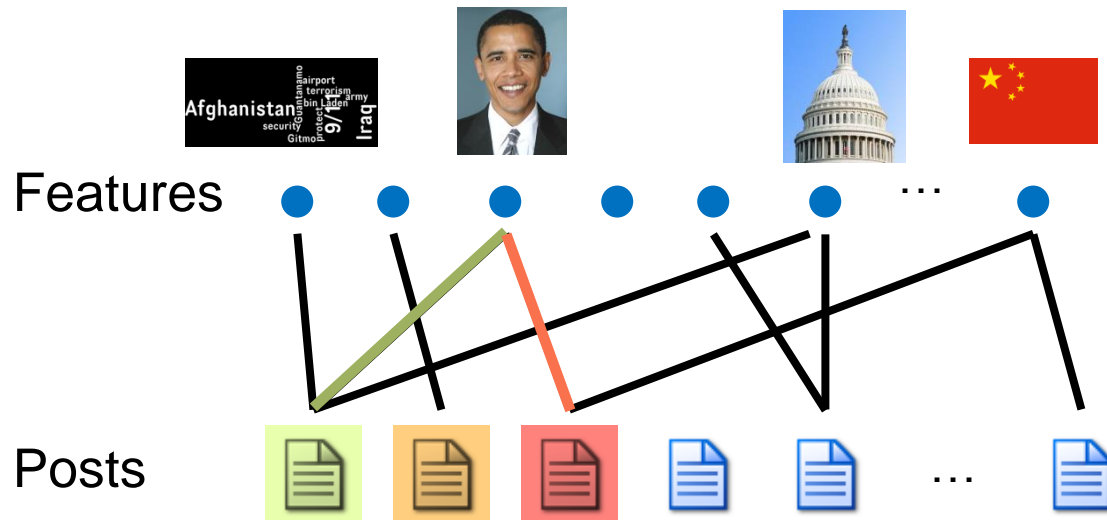 airport
terrorism
Guantanamo
bin Laden
army
Afghanistan
9/11
Iraq
security
protect
Gitmo
Features
...
Posts
...